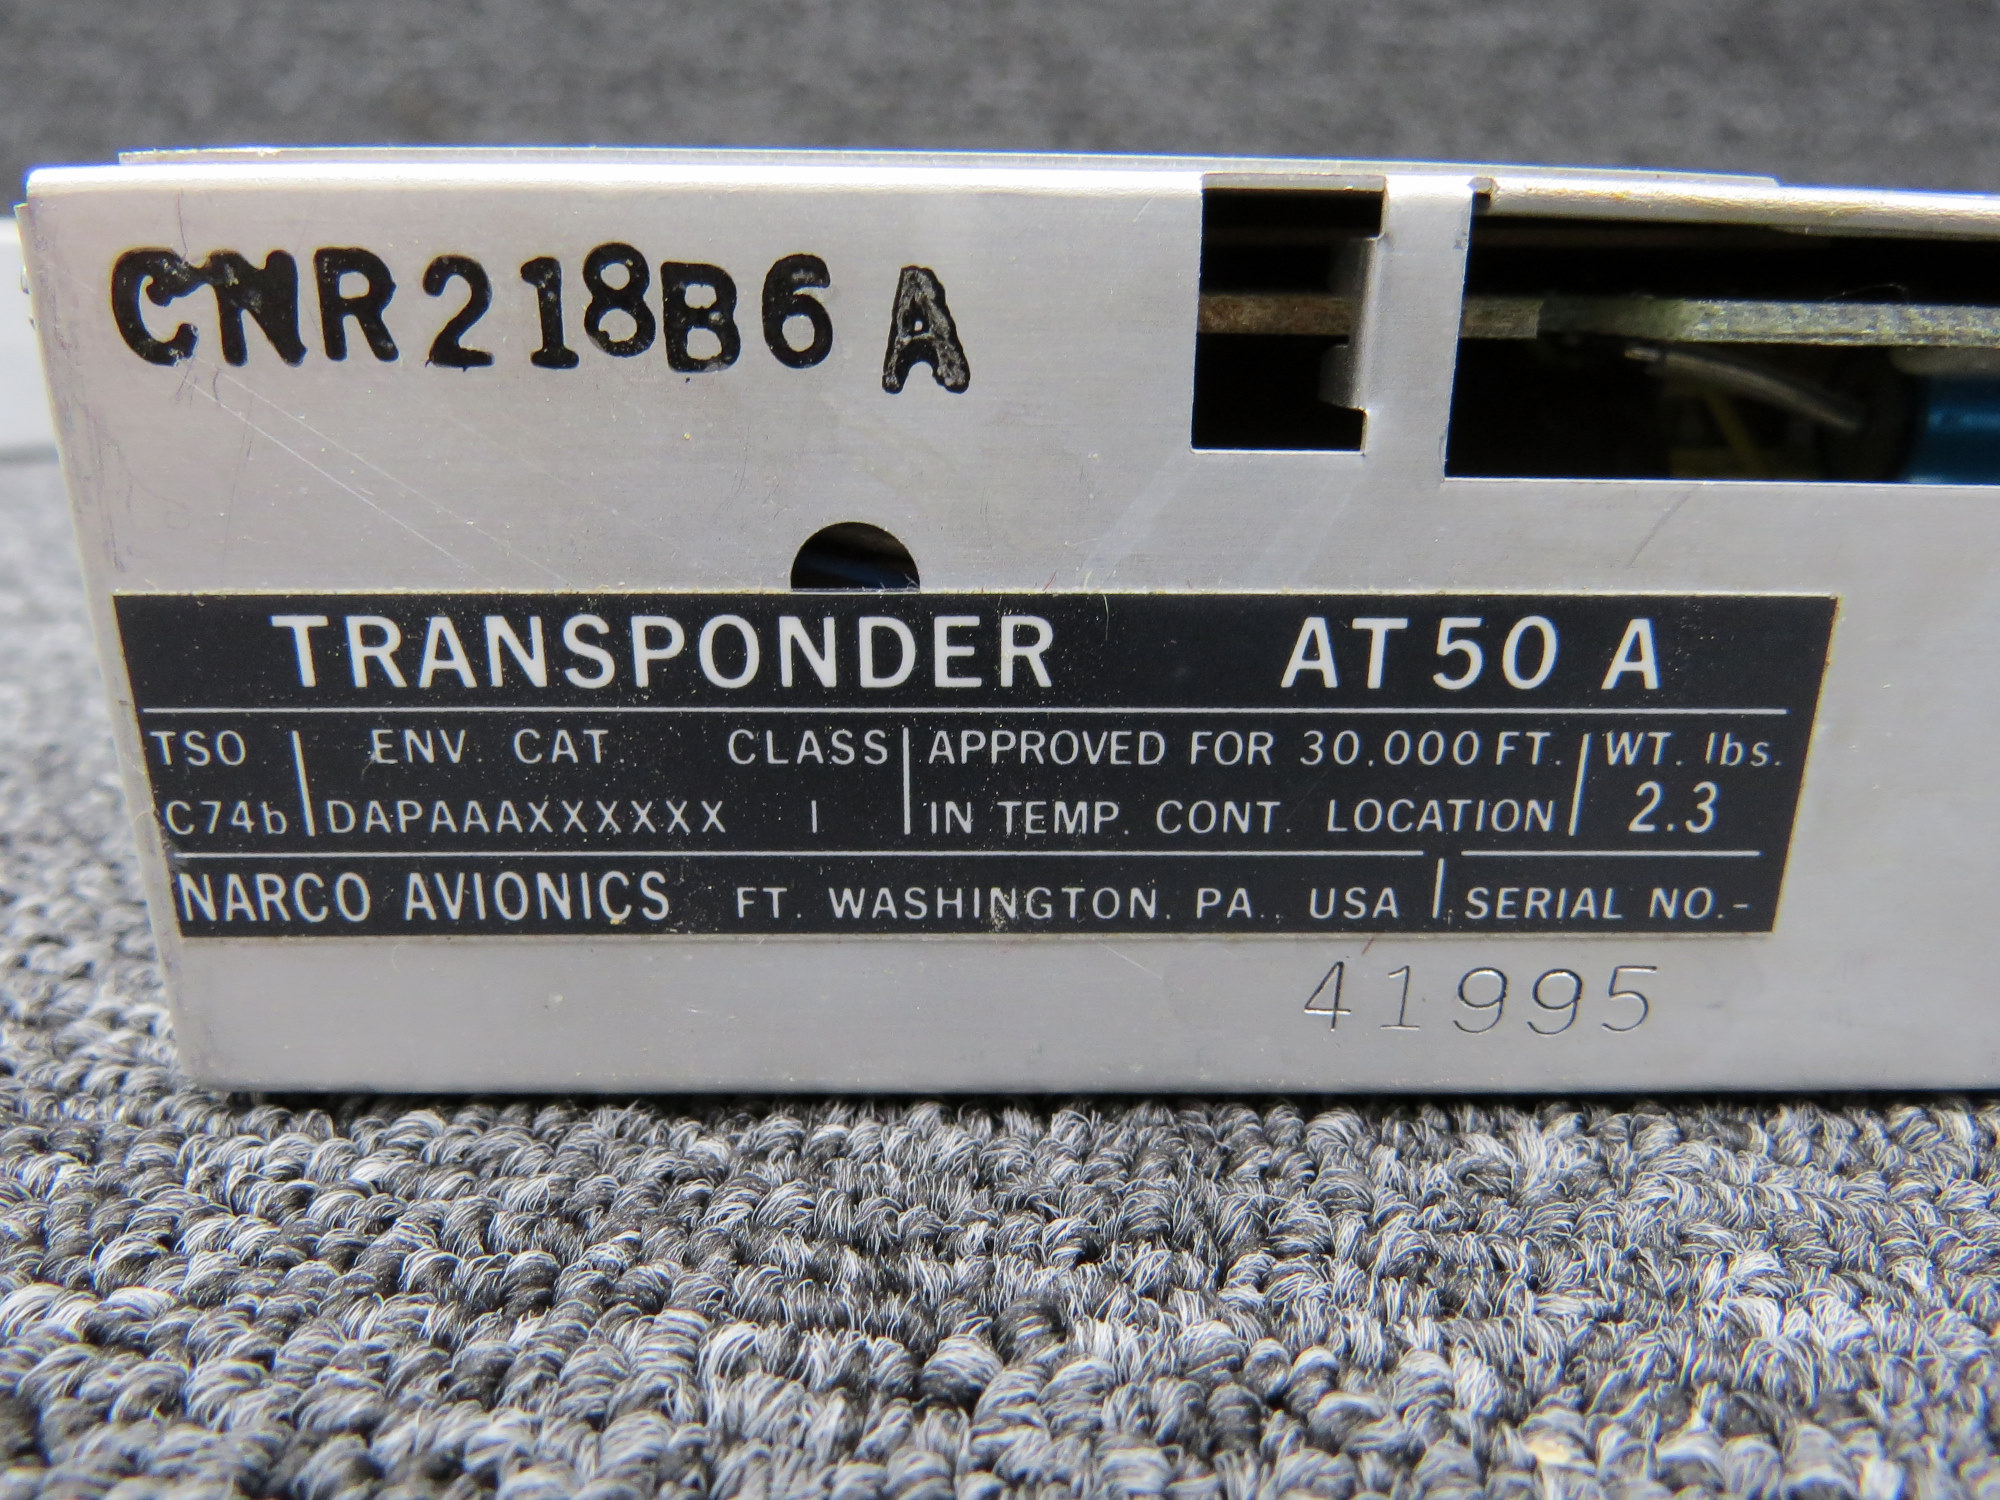 CNR218B6 A
TRANSPONDER AT50 A
TSO ENV. CAT. CLASS APPROVED FOR 30.000 FT. WT. lbs.
C74b DAPAAAXXXXXX I IN TEMP. CONT. LOCATION 2.3
NARCO AVIONICS FT. WASHINGTON. PA.. USA SERIAL NO.-
41995